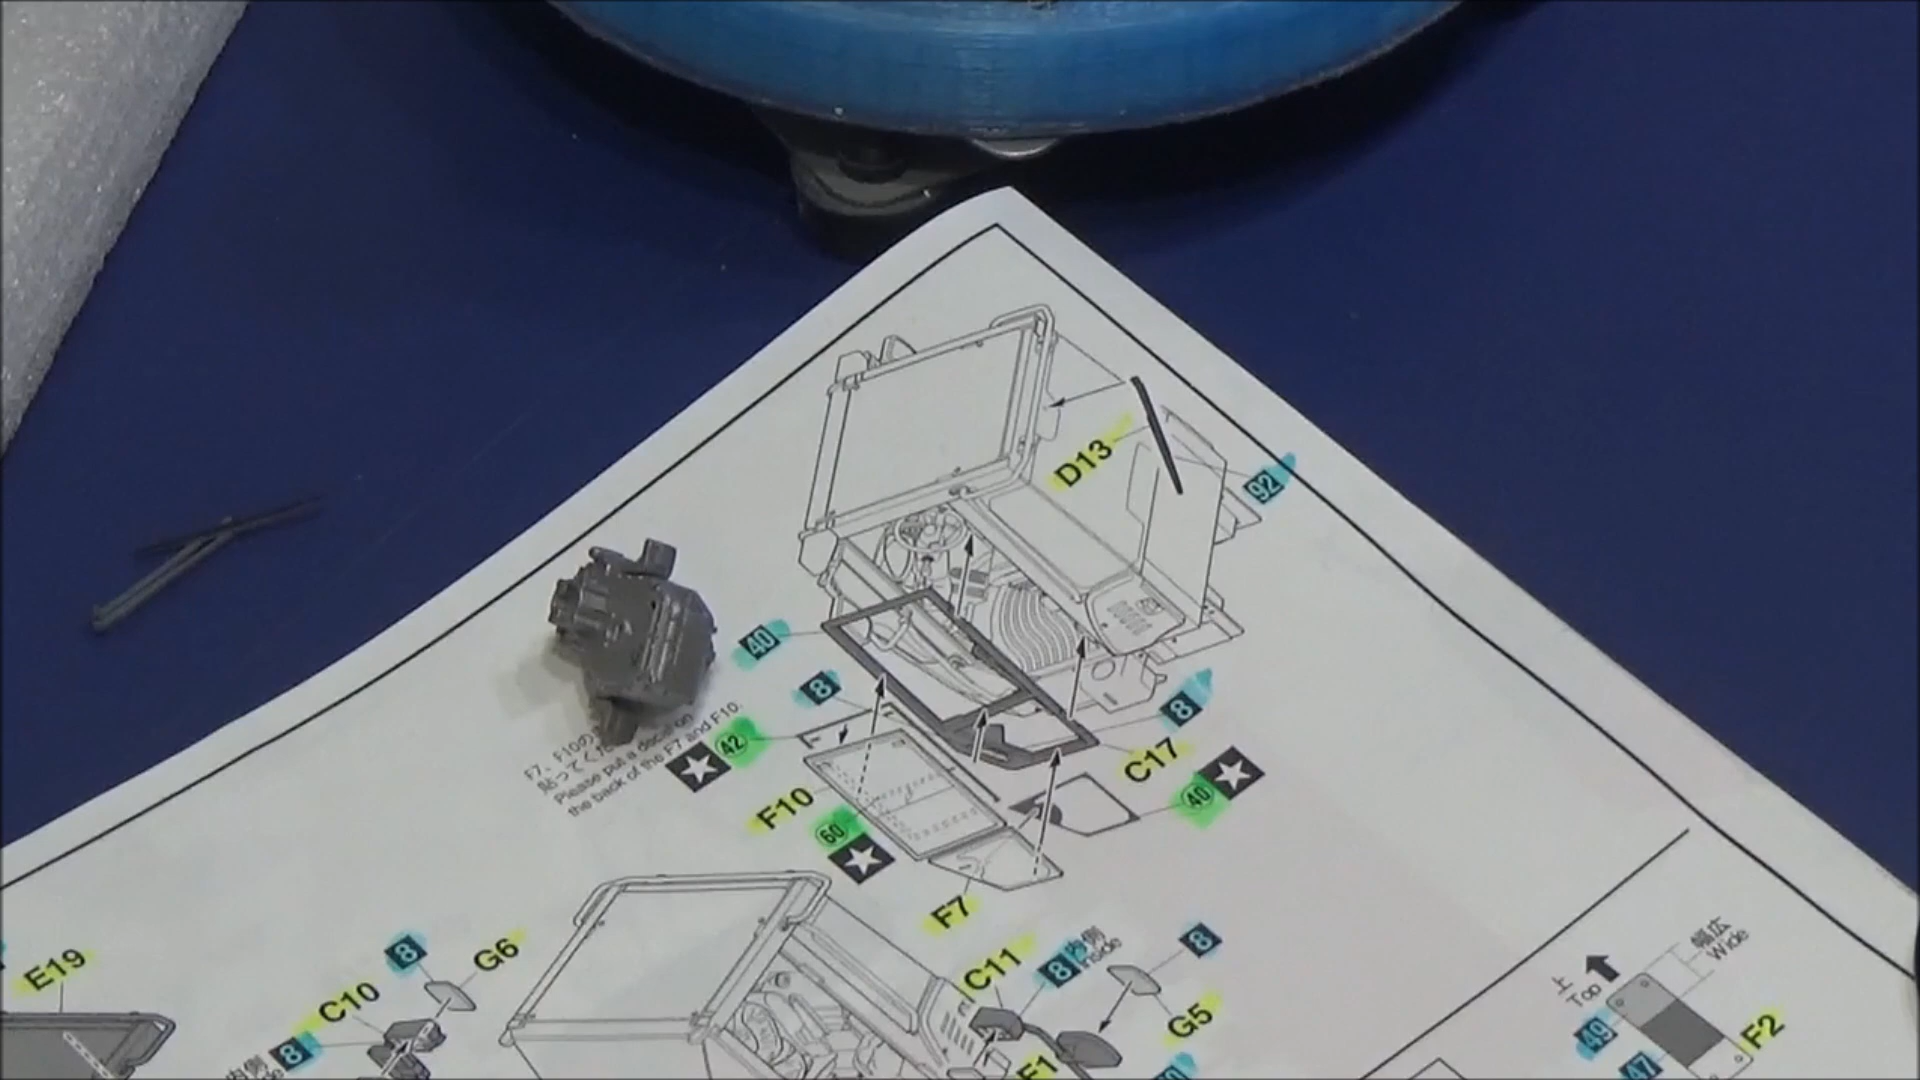 D13
92
40
8
8
42
C17
F7、F10の
貼ってく
Please put a decal on
the back of the F7 and F10.
F10
40
60
F7
E19
8
G6
C10
8
内側
C11
8
内側
Inside
8
G5
上
Top
幅広
Wide
49
47
F2